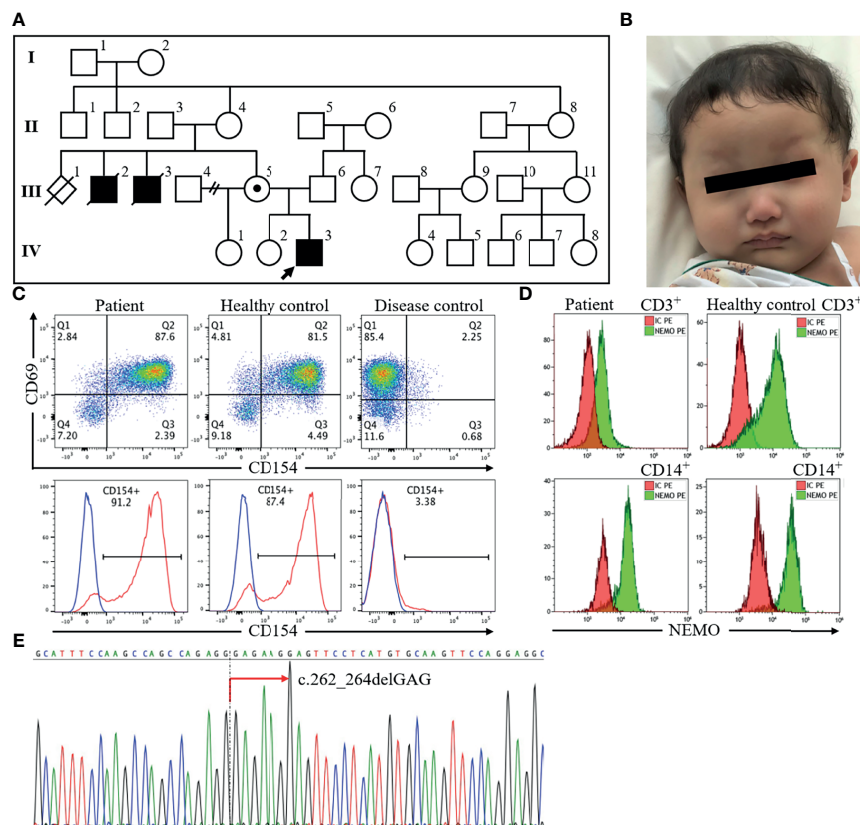 A
B
I
1
2
II
1
2
3
4
5
6
7
8
III
1
2
3
4
5
6
7
8
9
10
11
IV
1
2
3
4
5
6
7
8
C
Patient
Healthy control
Disease control
Q1
2.84
Q2
87.6
Q4
7.20
Q3
2.39
Q1
4.81
Q2
81.5
Q4
9.18
Q3
4.49
Q1
85.4
Q2
2.25
Q4
11.6
Q3
0.68
CD69
CD154
CD154+
91.2
CD154+
87.4
CD154+
3.38
CD154
D
Patient CD3+
Healthy control CD3+
IC PE
NEMO PE
IC PE
NEMO PE
CD14+
CD14+
IC PE
NEMO PE
IC PE
NEMO PE
NEMO
E
c.262_264delGAG